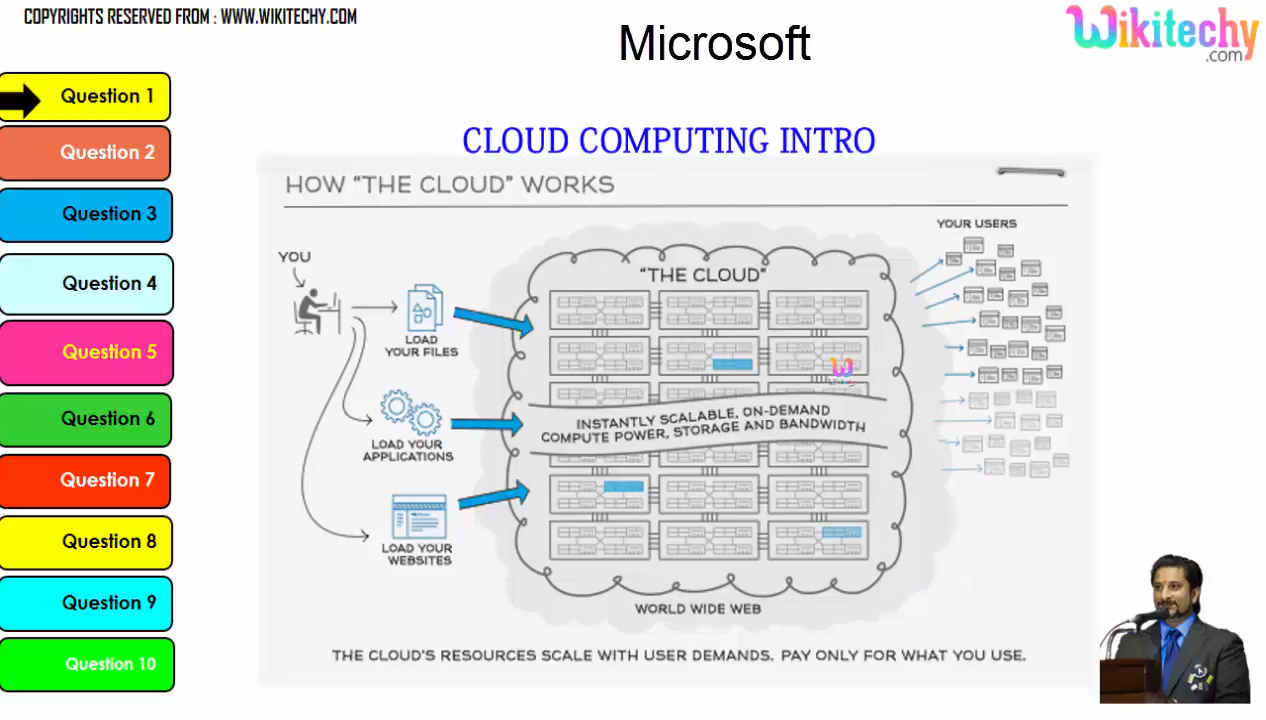 COPYRIGHTS RESERVED FROM : WWW.WIKITECHY.COM
Microsoft
Wikitechy
.com
Question 1
Question 2
Question 3
Question 4
Question 5
Question 6
Question 7
Question 8
Question 9
Question 10
CLOUD COMPUTING INTRO
HOW “THE CLOUD” WORKS
YOUR USERS
YOU
“THE CLOUD”
LOAD
YOUR FILES
INSTANTLY SCALABLE, ON-DEMAND
COMPUTE POWER, STORAGE AND BANDWIDTH
LOAD YOUR
APPLICATIONS
LOAD YOUR
WEBSITES
WORLD WIDE WEB
THE CLOUD'S RESOURCES SCALE WITH USER DEMANDS. PAY ONLY FOR WHAT YOU USE.